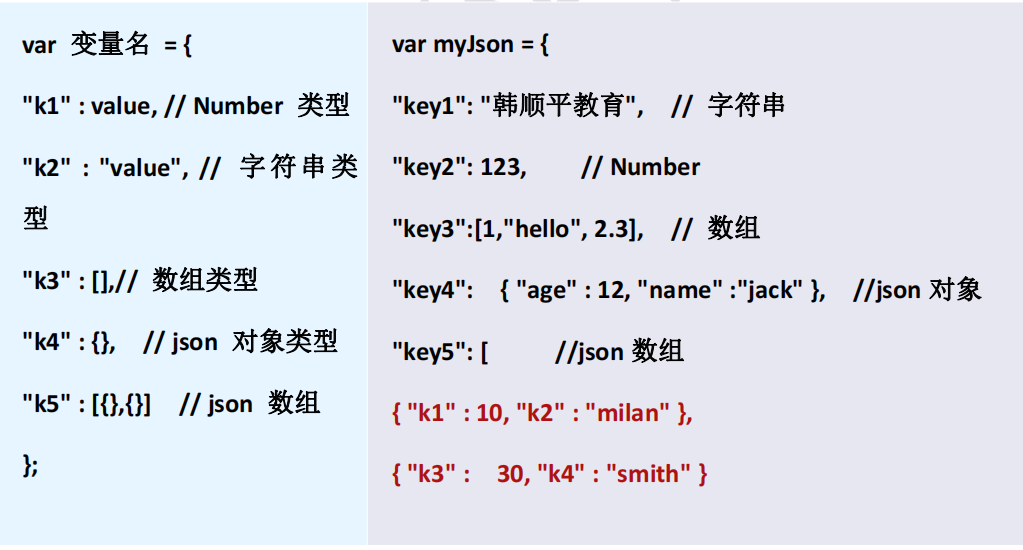 var 变量名 = {
"k1" : value, // Number 类型
"k2" : "value", // 字符串类
型
"k3" : [],// 数组类型
"k4" : {}, // json 对象类型
"k5" : [{},{}] // json 数组
};
var myJson = {
"key1": "韩顺平教育", // 字符串
"key2": 123, // Number
"key3":[1,"hello", 2.3], // 数组
"key4": { "age" : 12, "name" :"jack" }, //json 对象
"key5": [ //json 数组
{ "k1" : 10, "k2" : "milan" },
{ "k3" : 30, "k4" : "smith" }